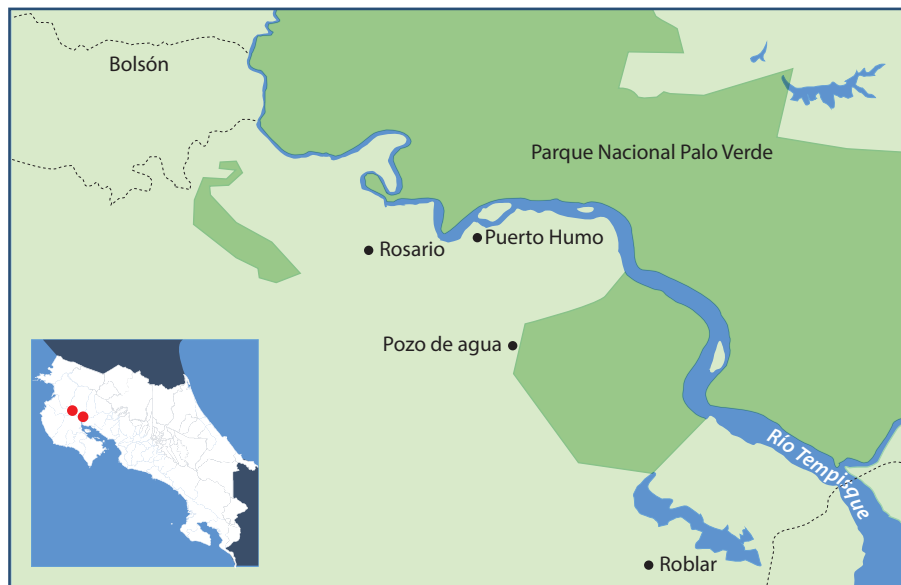 Bolsón
Parque Nacional Palo Verde
Puerto Humo
Rosario
Pozo de agua
Río Tempisque
Roblar